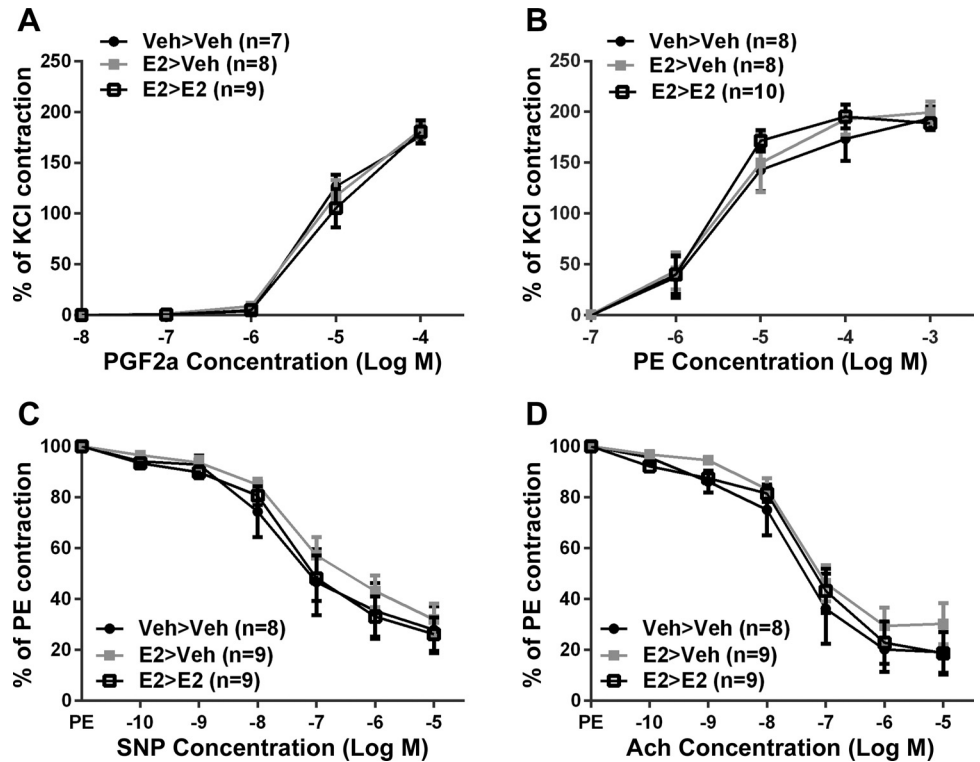 A
Veh>Veh (n=7)
E2>Veh (n=8)
E2>E2 (n=9)
% of KCl contraction
250
200
150
100
50
0
-8 -7 -6 -5 -4
PGF2a Concentration (Log M)
B
Veh>Veh (n=8)
E2>Veh (n=8)
E2>E2 (n=10)
% of KCl contraction
250
200
150
100
50
0
-7 -6 -5 -4 -3
PE Concentration (Log M)
C
% of PE contraction
100
80
60
40
20
0
Veh>Veh (n=8)
E2>Veh (n=9)
E2>E2 (n=9)
PE -10 -9 -8 -7 -6 -5
SNP Concentration (Log M)
D
% of PE contraction
100
80
60
40
20
0
Veh>Veh (n=8)
E2>Veh (n=9)
E2>E2 (n=9)
PE -10 -9 -8 -7 -6 -5
Ach Concentration (Log M)